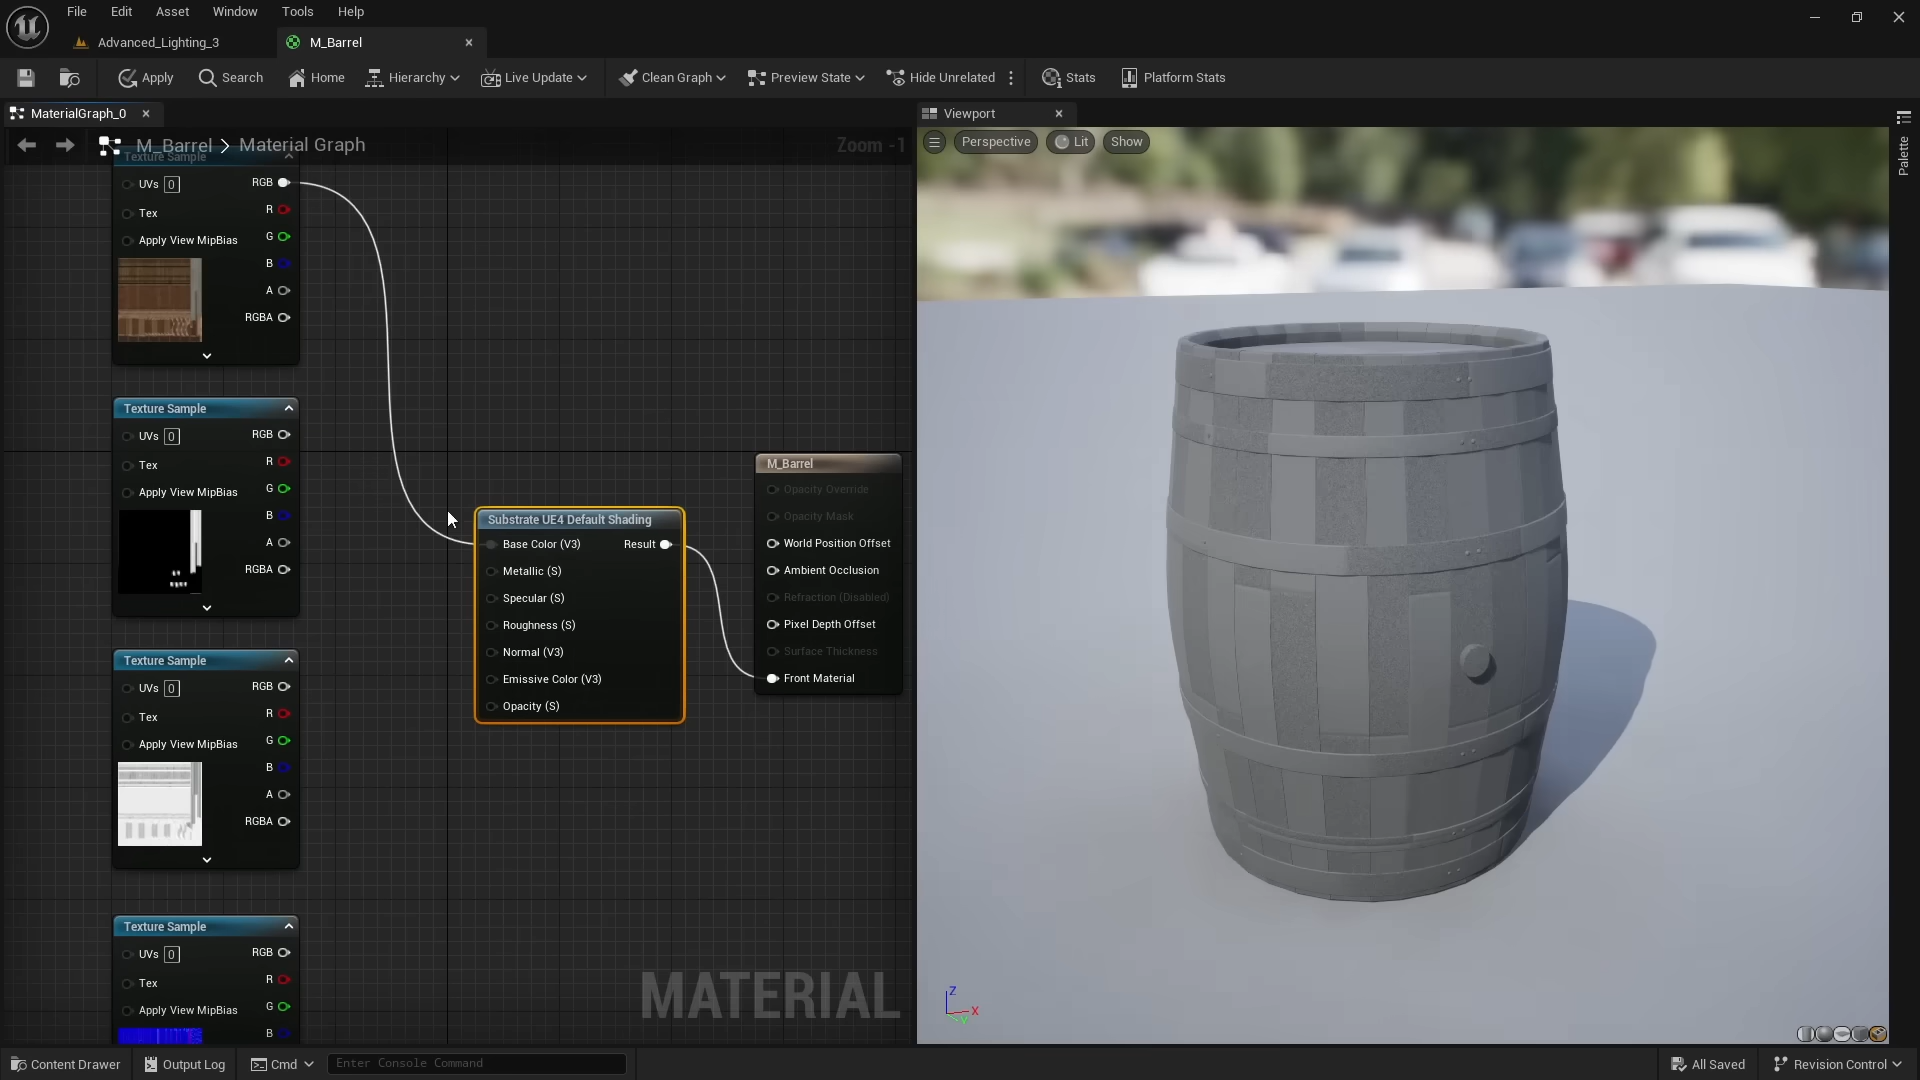 File Edit Asset Window Tools Help
Advanced_Lighting_3
M_Barrel
Apply Search Home Hierarchy Live Update Clean Graph Preview State Hide Unrelated Stats Platform Stats
MaterialGraph_0
Viewport
M_Barrel > Material Graph
Zoom -1
Perspective Lit Show
Palette
Texture Sample
UVs 0 RGB
R
Tex
G
Apply View MipBias
B
A
RGBA
Texture Sample
UVs 0 RGB
R
Tex
G
Apply View MipBias
B
A
RGBA
Texture Sample
UVs 0 RGB
R
Tex
G
Apply View MipBias
B
A
RGBA
Texture Sample
UVs 0 RGB
R
Tex
G
Apply View MipBias
B
Substrate UE4 Default Shading
Base Color (V3) Result
Metallic (S)
Specular (S)
Roughness (S)
Normal (V3)
Emissive Color (V3)
Opacity (S)
M_Barrel
Opacity Override
Opacity Mask
World Position Offset
Ambient Occlusion
Refraction (Disabled)
Pixel Depth Offset
Surface Thickness
Front Material
MATERIAL
Z
X
Y
Content Drawer Output Log Cmd Enter Console Command All Saved Revision Control